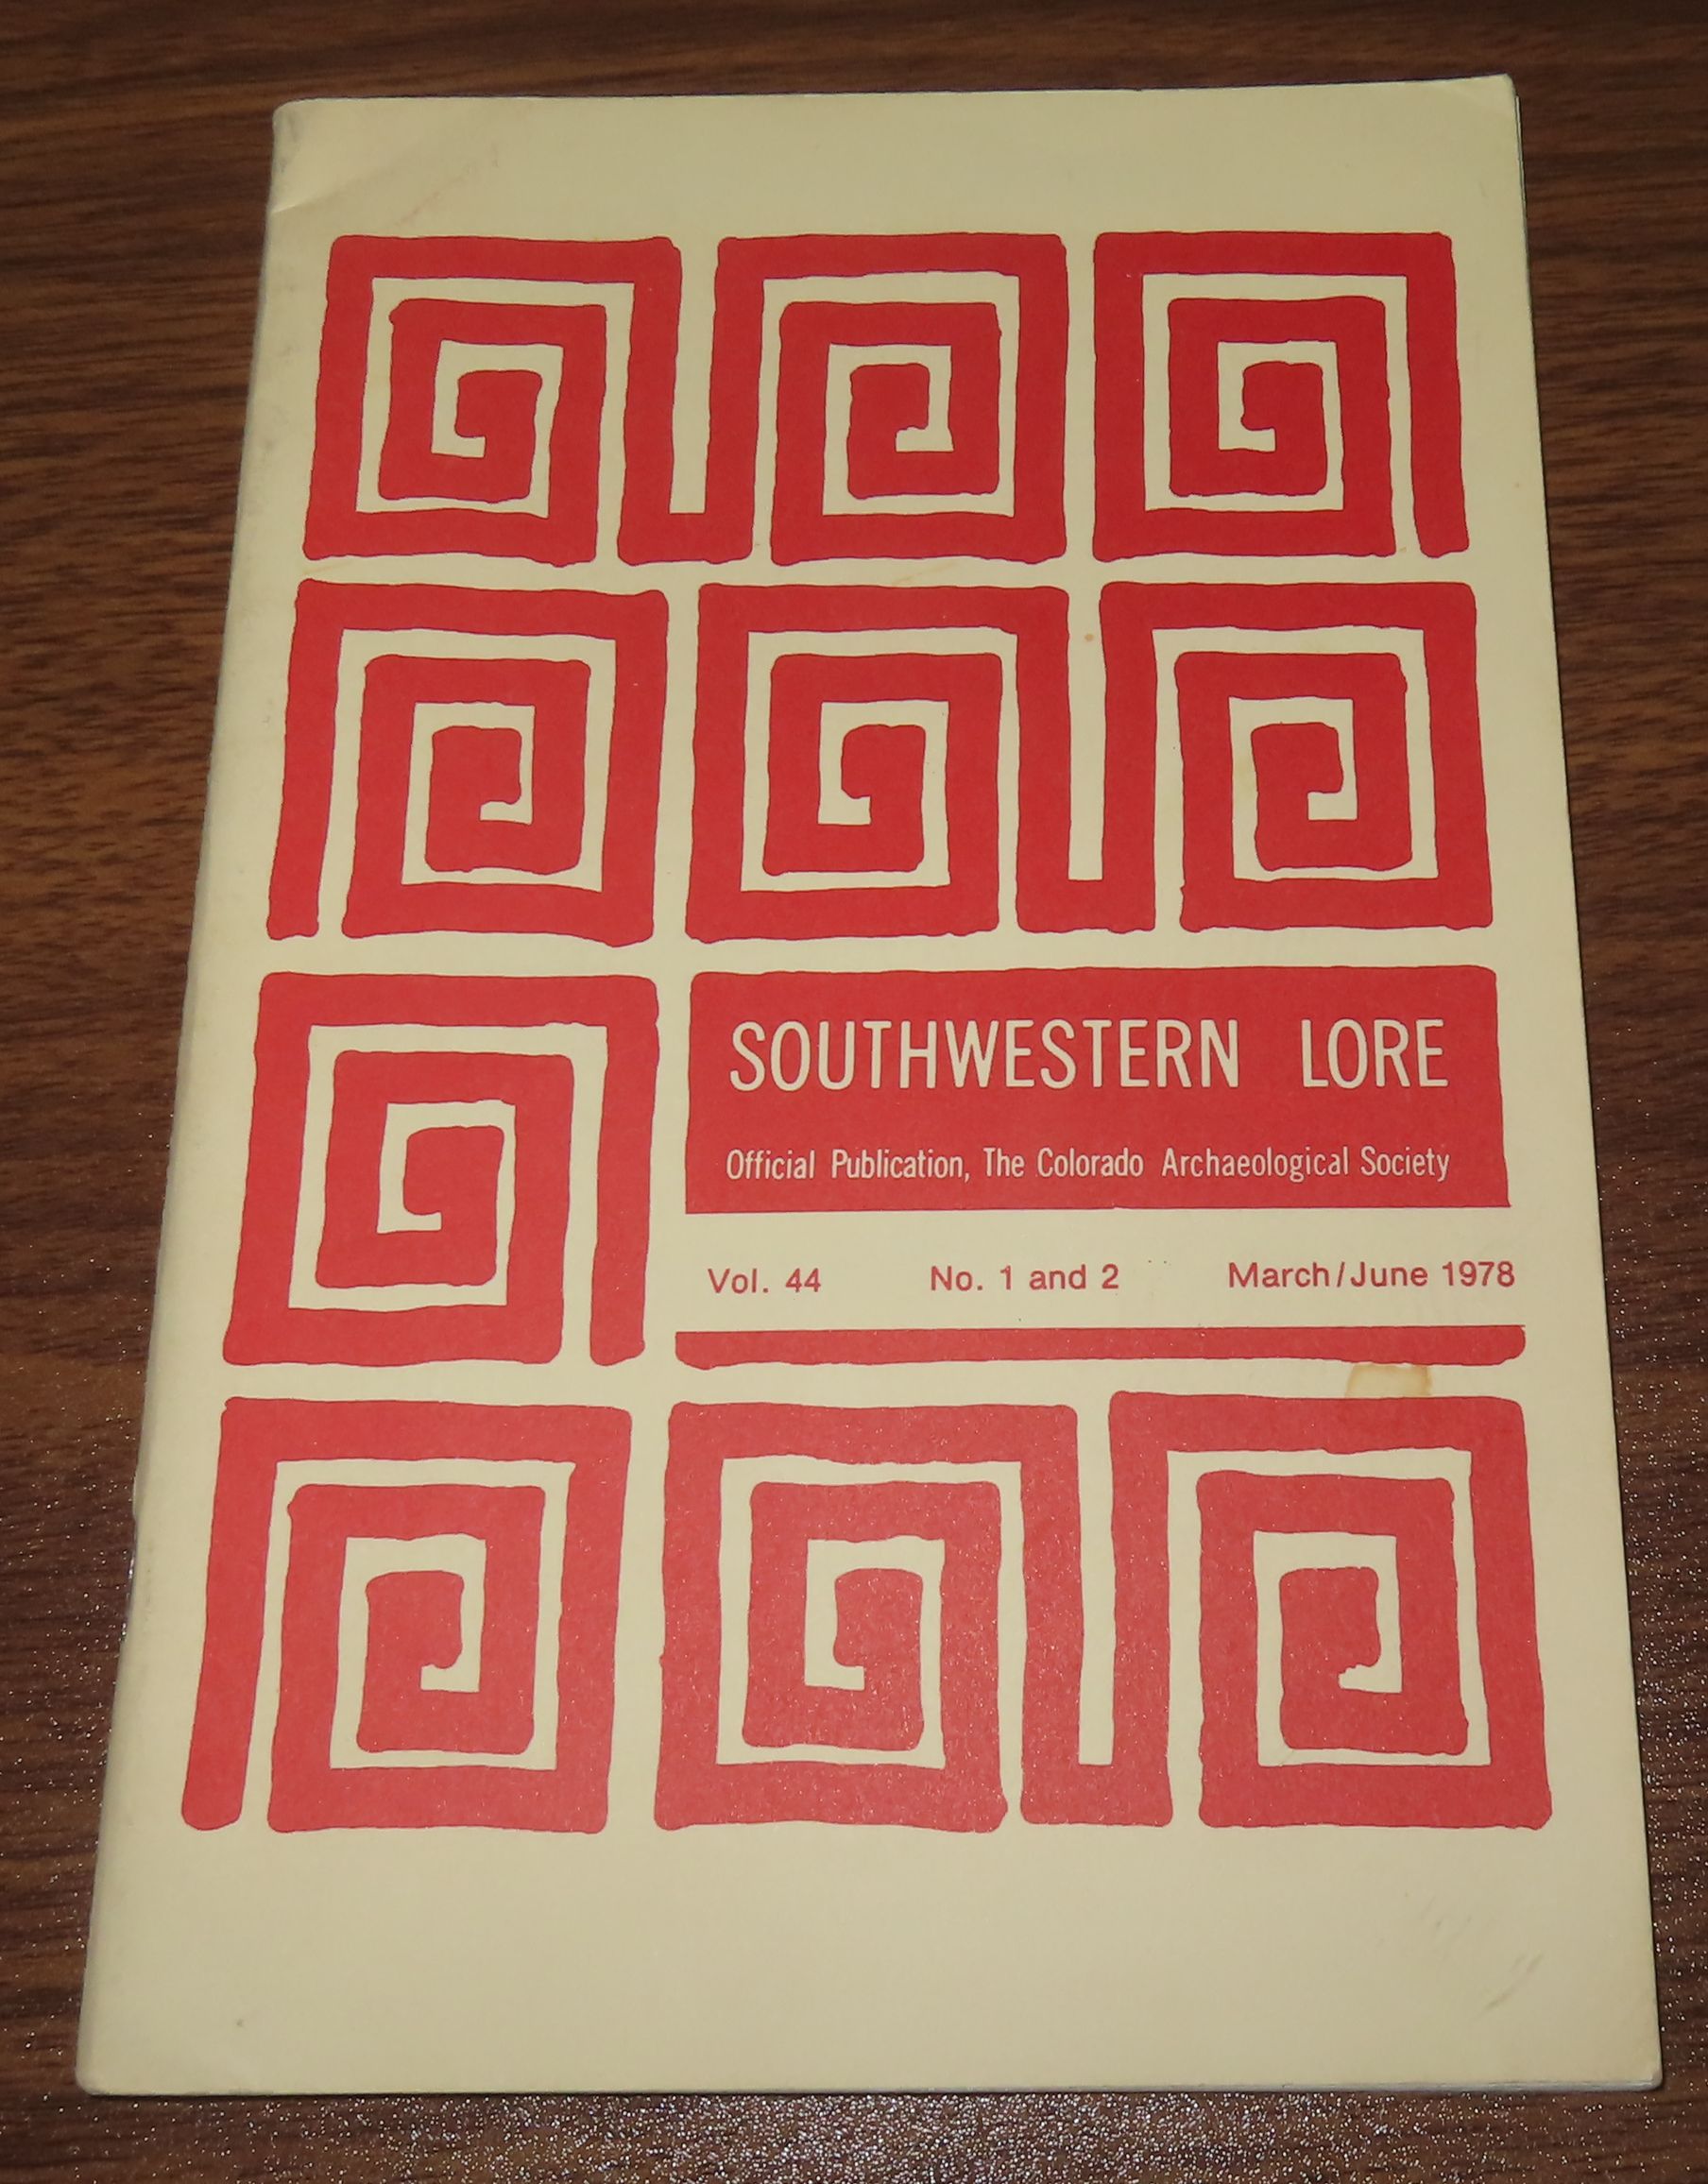 SOUTHWESTERN LORE
Official Publication, The Colorado Archaeological Society
Vol. 44 No. 1 and 2 March/June 1978